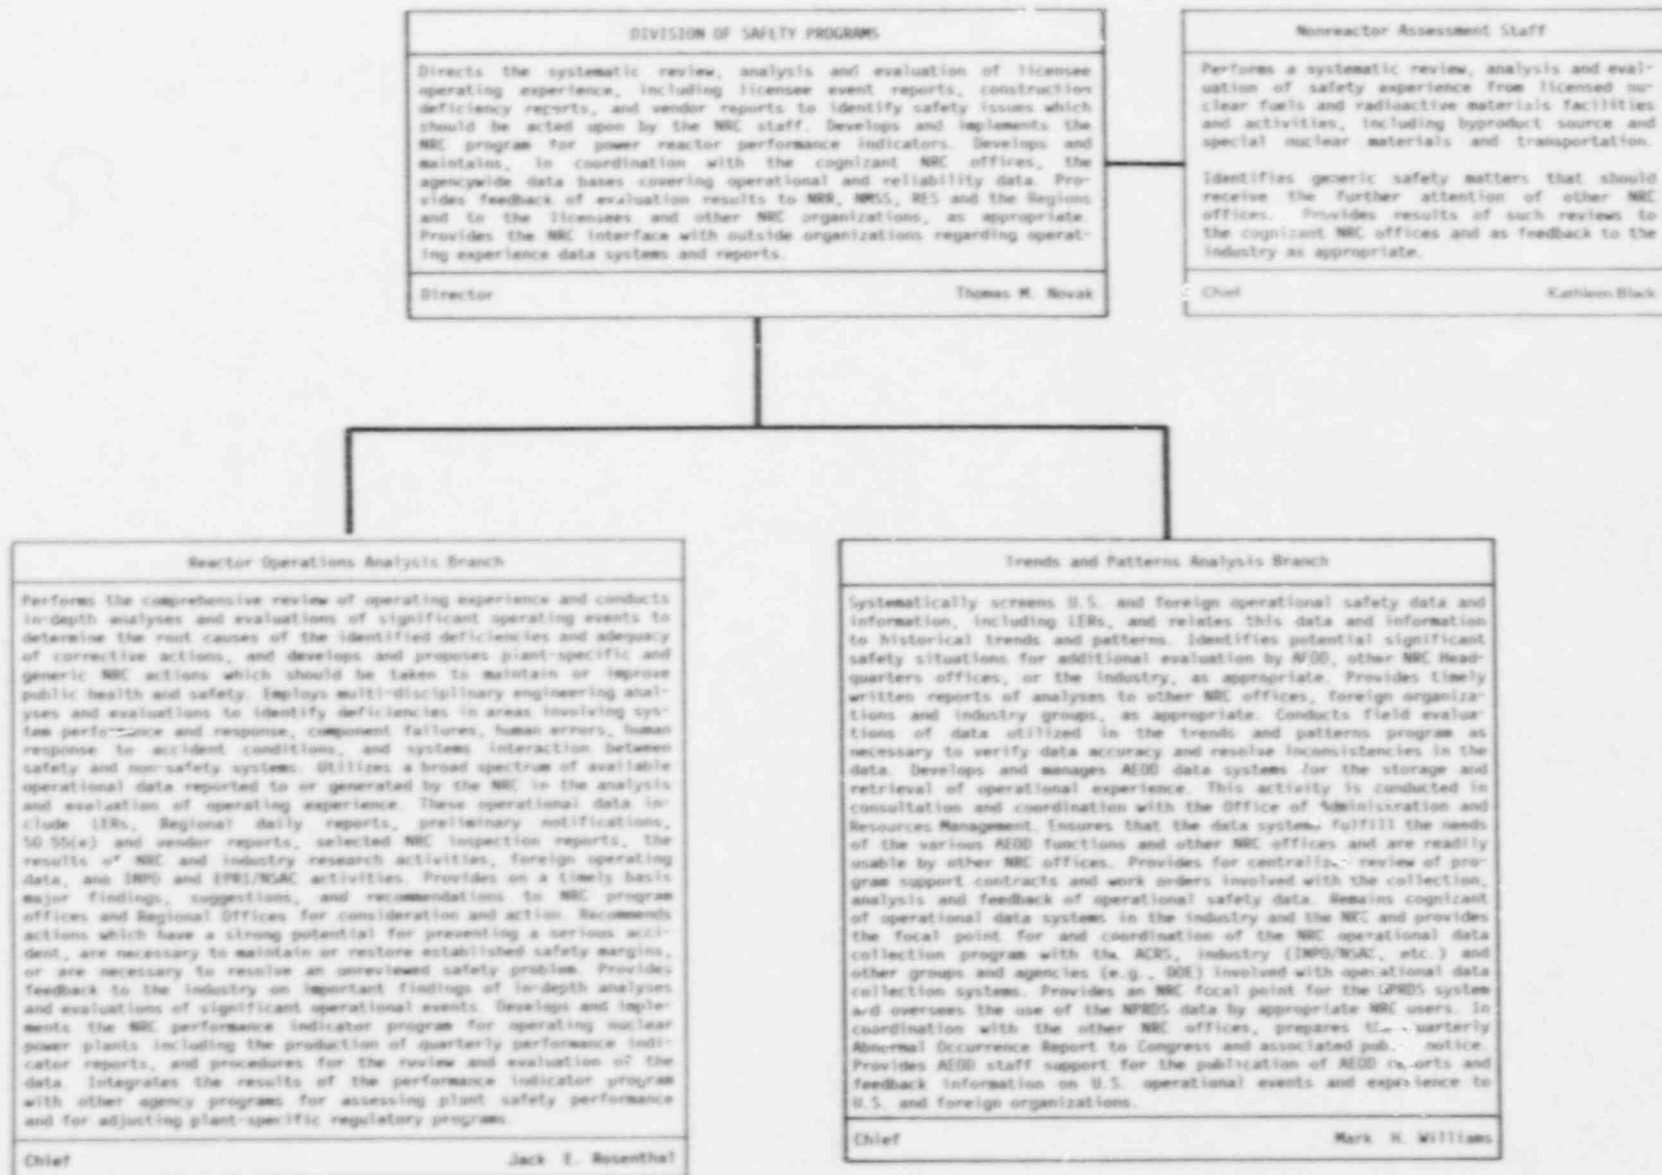 DIVISION OF SAFETY PROGRAMS
Directs the systematic review, analysis and evaluation of licensee
operating experience, including licensee event reports, construction
deficiency reports, and vendor reports to identify safety issues which
should be acted upon by the NRC staff. Develops and implements the
NRC program for power reactor performance indicators. Develops and
maintains, in coordination with the cognizant NRC offices, the
agencywide data bases covering operational and reliability data. Pro-
vides feedback of evaluation results to NRR, NMSS, RES and the Regions
and to the licensees and other NRC organizations, as appropriate.
Provides the NRC interface with outside organizations regarding operat-
ing experience data systems and reports.
Director Thomas M. Novak
Nonreactor Assessment Staff
Performs a systematic review, analysis and eval-
uation of safety experience from licensed nu-
clear fuels and radioactive materials facilities
and activities, including byproduct source and
special nuclear materials and transportation.
Identifies generic safety matters that should
receive the further attention of other NRC
offices. Provides results of such reviews to
the cognizant NRC offices and as feedback to the
industry as appropriate.
Chief Kathleen Black
Reactor Operations Analysis Branch
Performs the comprehensive review of operating experience and conducts
in-depth analyses and evaluations of significant operating events to
determine the root causes of the identified deficiencies and adequacy
of corrective actions, and develops and proposes plant-specific and
generic NRC actions which should be taken to maintain or improve
public health and safety. Employs multi-disciplinary engineering anal-
yses and evaluations to identify deficiencies in areas involving sys-
tem performance and response, component failures, human errors, human
response to accident conditions, and systems interaction between
safety and non-safety systems. Utilizes a broad spectrum of available
operational data reported to or generated by the NRC in the analysis
and evaluation of operating experience. These operational data in-
clude LERs, Regional daily reports, preliminary notifications,
50.55(e) and vendor reports, selected NRC inspection reports, the
results of NRC and industry research activities, foreign operating
data, and INPO and EPRI/NSAC activities. Provides on a timely basis
major findings, suggestions, and recommendations to NRC program
offices and Regional Offices for consideration and action. Recommends
actions which have a strong potential for preventing a serious acci-
dent, are necessary to maintain or restore established safety margins,
or are necessary to resolve an unreviewed safety problem. Provides
feedback to the industry on important findings of in-depth analyses
and evaluations of significant operational events. Develops and imple-
ments the NRC performance indicator program for operating nuclear
power plants including the production of quarterly performance indi-
cator reports, and procedures for the review and evaluation of the
data. Integrates the results of the performance indicator program
with other agency programs for assessing plant safety performance
and for adjusting plant-specific regulatory programs.
Chief Jack E. Rosenthal
Trends and Patterns Analysis Branch
Systematically screens U.S. and foreign operational safety data and
information, including LERs, and relates this data and information
to historical trends and patterns. Identifies potential significant
safety situations for additional evaluation by AEOD, other NRC Head-
quarters offices, or the industry, as appropriate. Provides timely
written reports of analyses to other NRC offices, foreign organiza-
tions and industry groups, as appropriate. Conducts field evalua-
tions of data utilized in the trends and patterns program as
necessary to verify data accuracy and resolve inconsistencies in the
data. Develops and manages AEOD data systems for the storage and
retrieval of operational experience. This activity is conducted in
consultation and coordination with the Office of Administration and
Resources Management. Ensures that the data systems fulfill the needs
of the various AEOD functions and other NRC offices and are readily
usable by other NRC offices. Provides for centralized review of pro-
gram support contracts and work orders involved with the collection,
analysis and feedback of operational safety data. Remains cognizant
of operational data systems in the industry and the NRC and provides
the focal point for and coordination of the NRC operational data
collection program with the ACRS, industry (INPO/NSAC, etc.) and
other groups and agencies (e.g., DOE) involved with operational data
collection systems. Provides an NRC focal point for the system
and oversees the use of the NPRDS data by appropriate NRC users. In
coordination with the other NRC offices, prepares the quarterly
Abnormal Occurrence Report to Congress and associated public notice.
Provides AEOD staff support for the publication of AEOD reports and
feedback information on U.S. operational events and experience to
U.S. and foreign organizations.
Chief Mark H. Williams